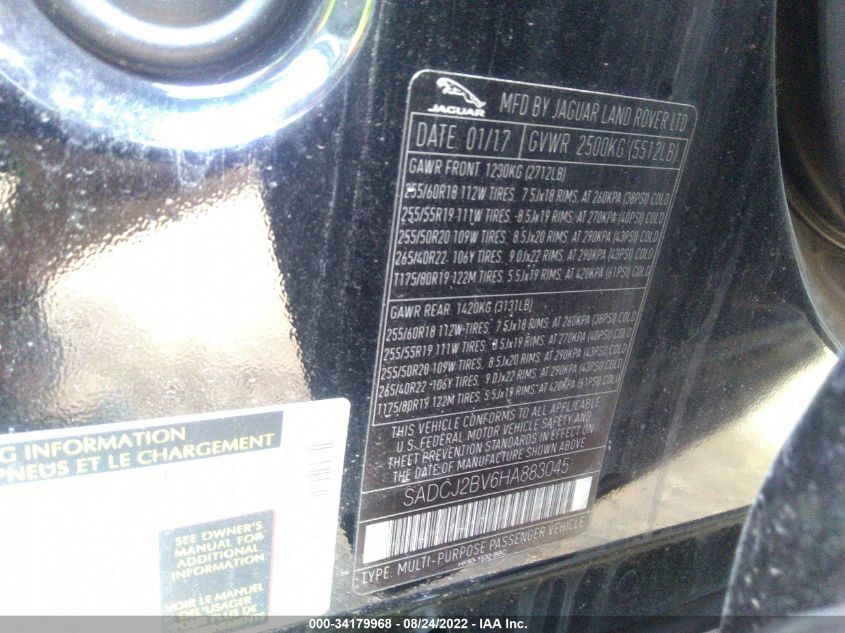 JAGUAR
MFD BY JAGUAR LAND ROVER LTD
DATE 01/17 GVWR 2500KG (5512LB)
GAWR FRONT 1230KG (2712LB)
255/60R18 112W TIRES, 7.5Jx18 RIMS, AT 260KPA (38PSI) COLD
255/55R19 111W TIRES, 8.5Jx19 RIMS, AT 270KPA (40PSI) COLD
255/50R20 109W TIRES, 8.5Jx20 RIMS, AT 290KPA (43PSI) COLD
265/40R22 106Y TIRES, 9.0Jx22 RIMS, AT 290KPA (43PSI) COLD
T175/80R19 122M TIRES, 5.5Jx19 RIMS, AT 420KPA (61PSI) COLD
GAWR REAR 1420KG (3131LB)
255/60R18 112W TIRES, 7.5Jx18 RIMS, AT 260KPA (38PSI) COLD
255/55R19 111W TIRES, 8.5Jx19 RIMS, AT 270KPA (40PSI) COLD
255/50R20 109W TIRES, 8.5Jx20 RIMS, AT 290KPA (43PSI) COLD
265/40R22 106Y TIRES, 9.0Jx22 RIMS, AT 290KPA (43PSI) COLD
T175/80R19 122M TIRES, 5.5Jx19 RIMS, AT 420KPA (61PSI) COLD
THIS VEHICLE CONFORMS TO ALL APPLICABLE
U.S. FEDERAL MOTOR VEHICLE SAFETY AND
THEFT PREVENTION STANDARDS IN EFFECT ON
THE DATE OF MANUFACTURE SHOWN ABOVE
SADCJ2BV6HA883045
TYPE: MULTI-PURPOSE PASSENGER VEHICLE
NG INFORMATION
PNEUS ET LE CHARGEMENT
SEE OWNER'S
MANUAL FOR
ADDITIONAL
INFORMATION
VOIR LE MANUEL
DE L'USAGER
POUR PLUS DE
000-34179968 - 08/24/2022 - IAA Inc.